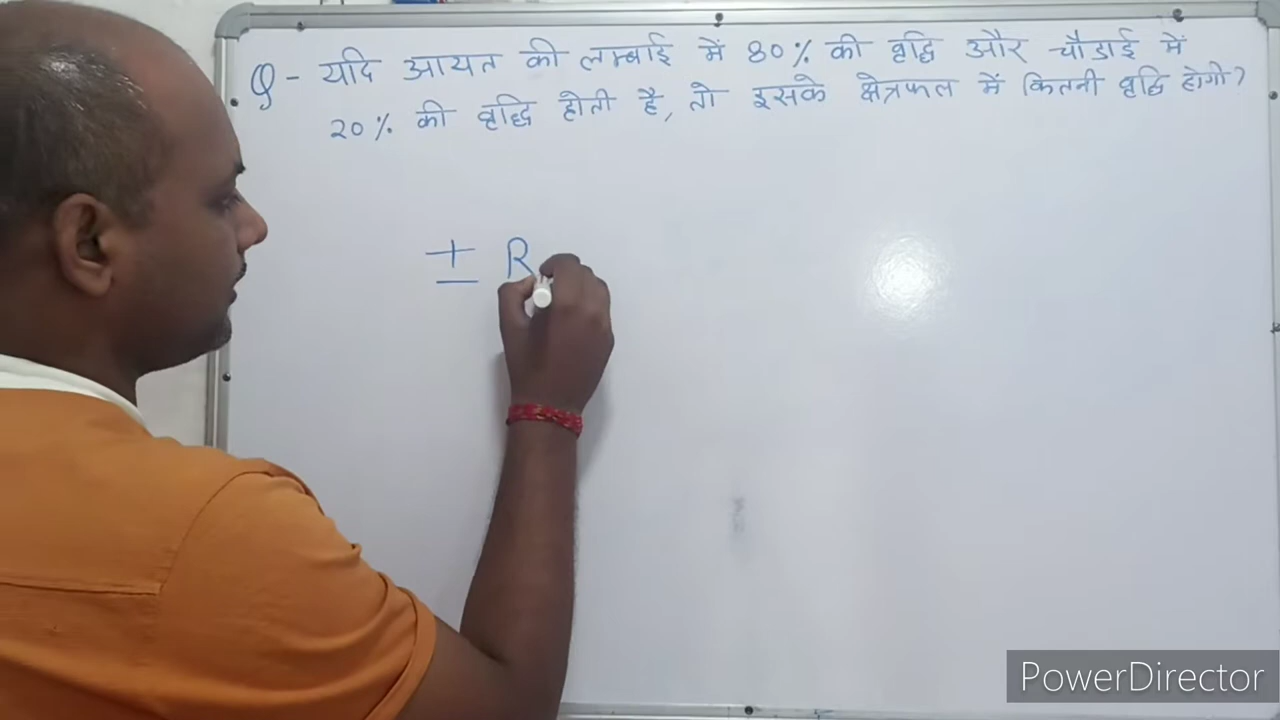 Q - यदि आयत की लम्बाई में 80% की वृद्धि और चौडाई में
20% की वृद्धि होती है, तो इसके क्षेत्रफल में कितनी वृद्धि होगी?
± R
PowerDirector